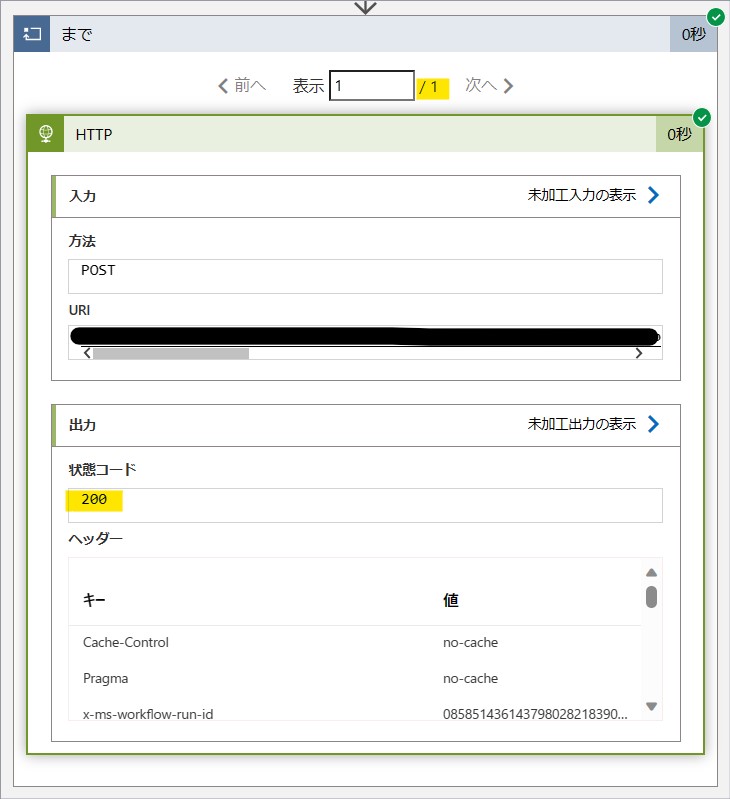 まで 0秒
前へ 表示 1 / 1 次へ
HTTP 0秒
入力 未加工入力の表示
方法
POST
URI
出力 未加工出力の表示
状態コード
200
ヘッダー
キー 値
Cache-Control no-cache
Pragma no-cache
x-ms-workflow-run-id 085851436143798028218390...